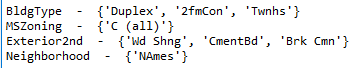 BldgType  -  {'Duplex', '2fmCon', 'Twnhs'}
MSZoning  -  {'C (all)'}
Exterior2nd  -  {'Wd Shng', 'CmentBd', 'Brk Cmn'}
Neighborhood  -  {'NAmes'}